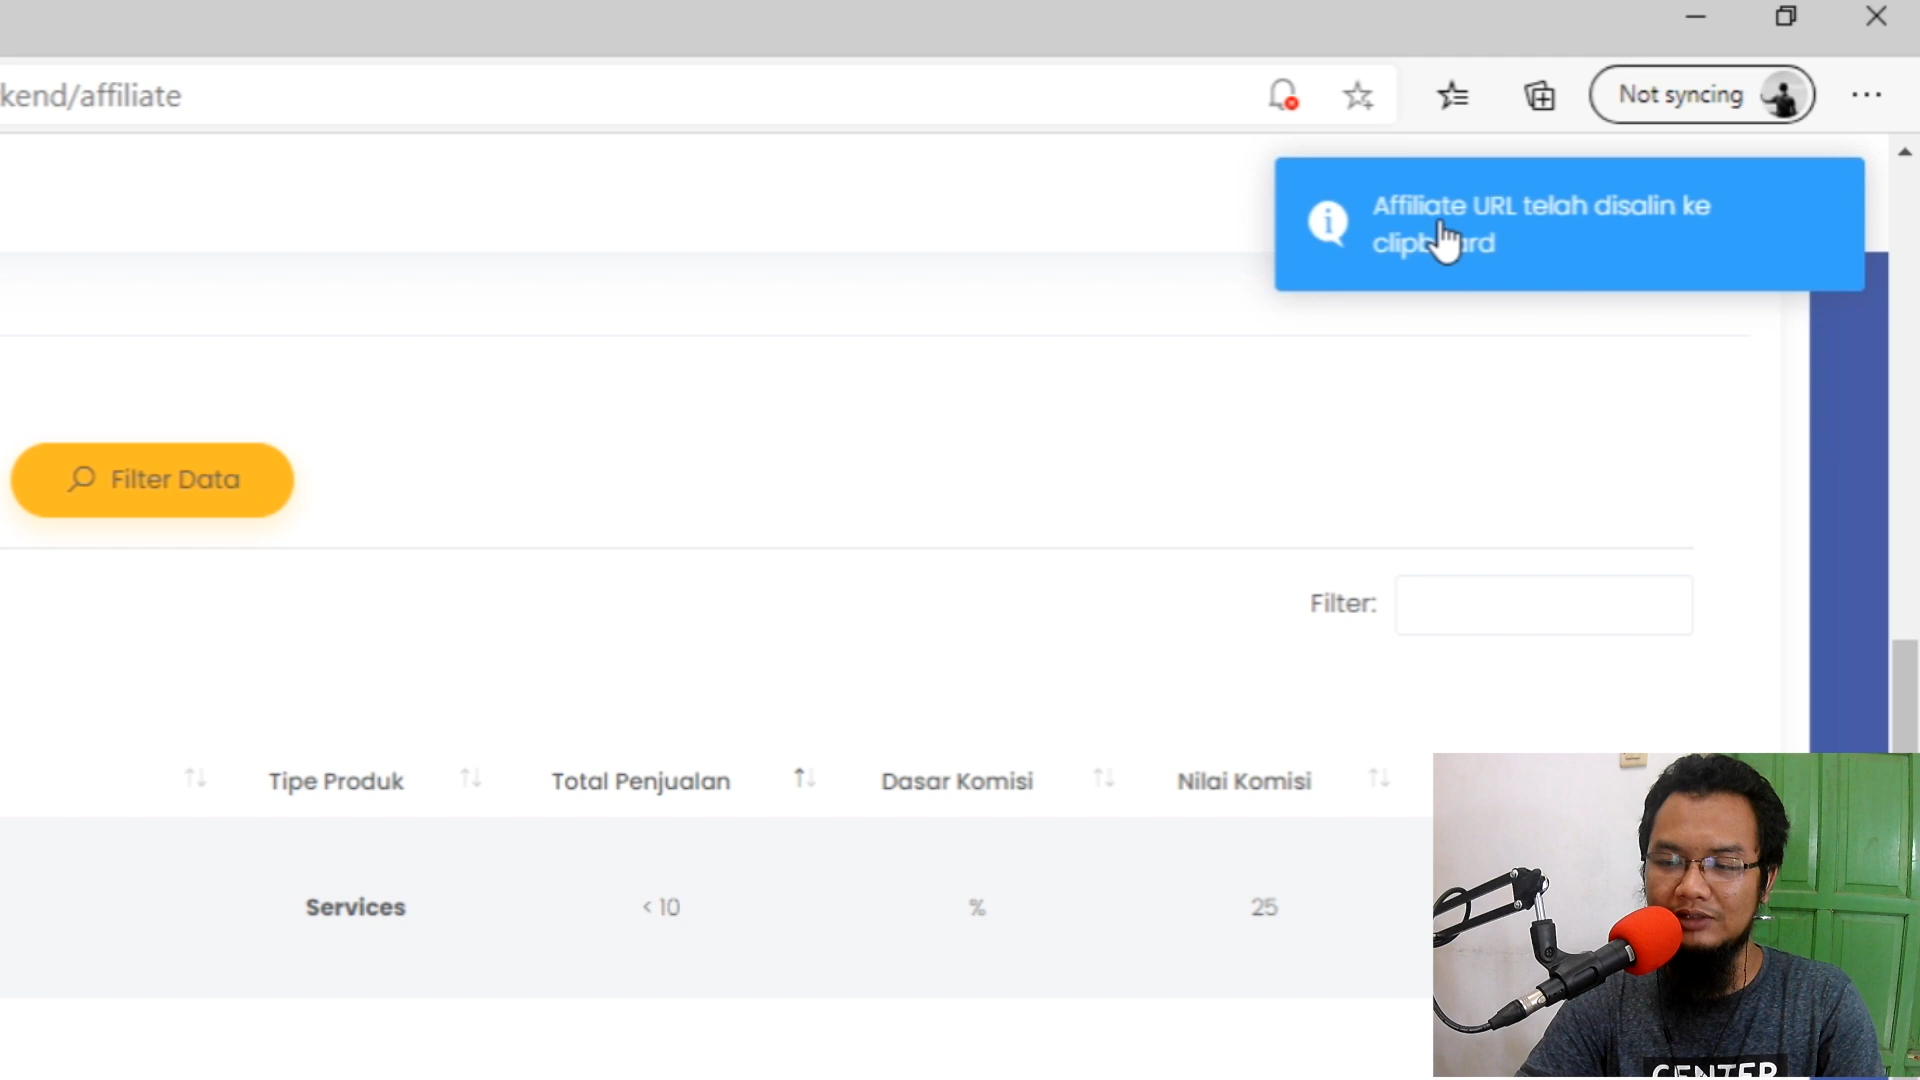 kend/affiliate
Not syncing
Affiliate URL telah disalin ke
Filter Data
Filter:
Tipe Produk
Total Penjualan
Dasar Komisi
Nilai Komisi
Services
< 10
%
25
CENTER